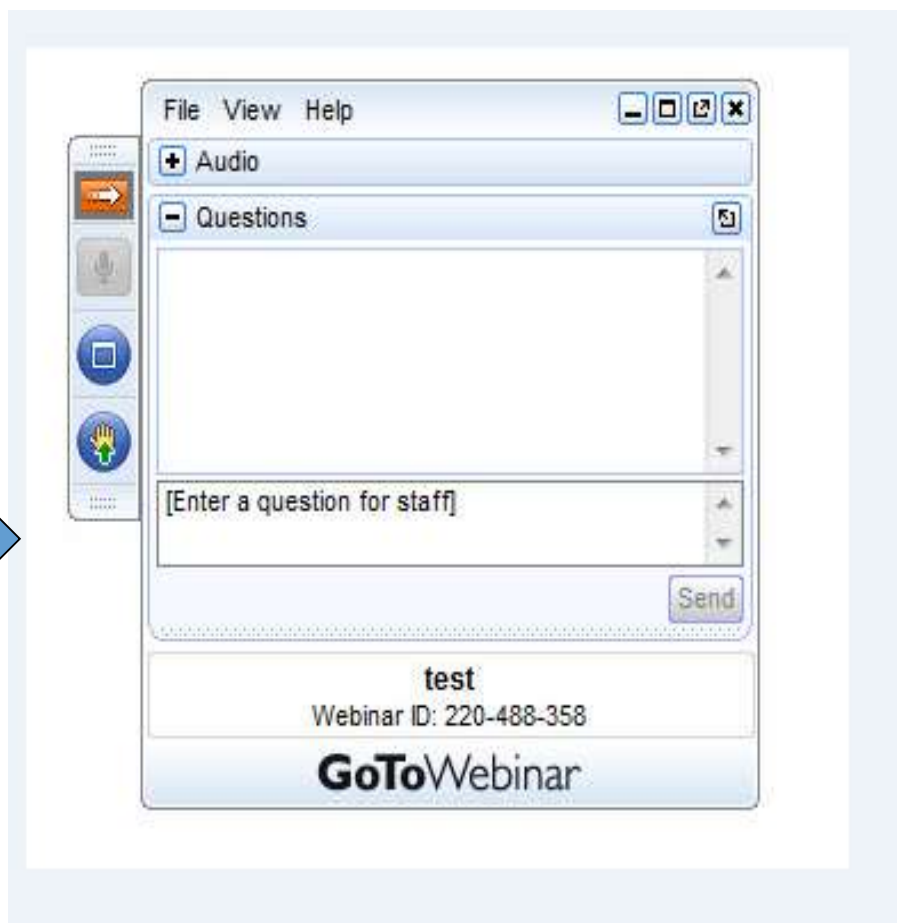 File View Help
Audio
Questions
[Enter a question for staff]
Send
test
Webinar ID: 220-488-358
GoToWebinar